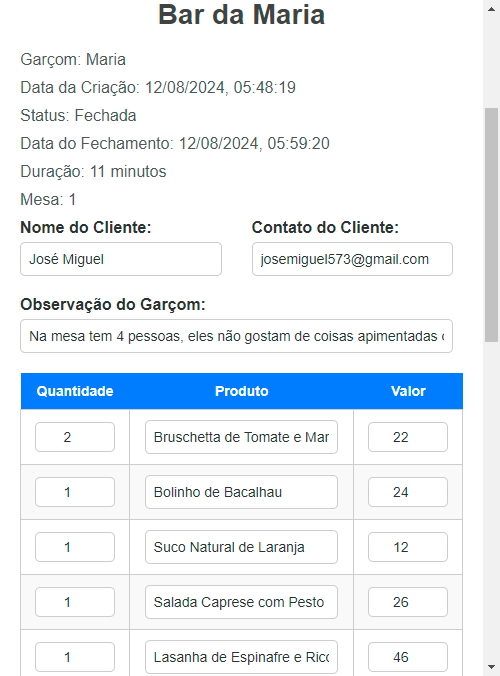 Bar da Maria
Garçom: Maria
Data da Criação: 12/08/2024, 05:48:19
Status: Fechada
Data do Fechamento: 12/08/2024, 05:59:20
Duração: 11 minutos
Mesa: 1
Nome do Cliente: Contato do Cliente:
José Miguel josemiguel573@gmail.com
Observação do Garçom:
Na mesa tem 4 pessoas, eles não gostam de coisas apimentadas
Quantidade Produto Valor
2 Bruschetta de Tomate e Mar 22
1 Bolinho de Bacalhau 24
1 Suco Natural de Laranja 12
1 Salada Caprese com Pesto 26
1 Lasanha de Espinafre e Rico 46